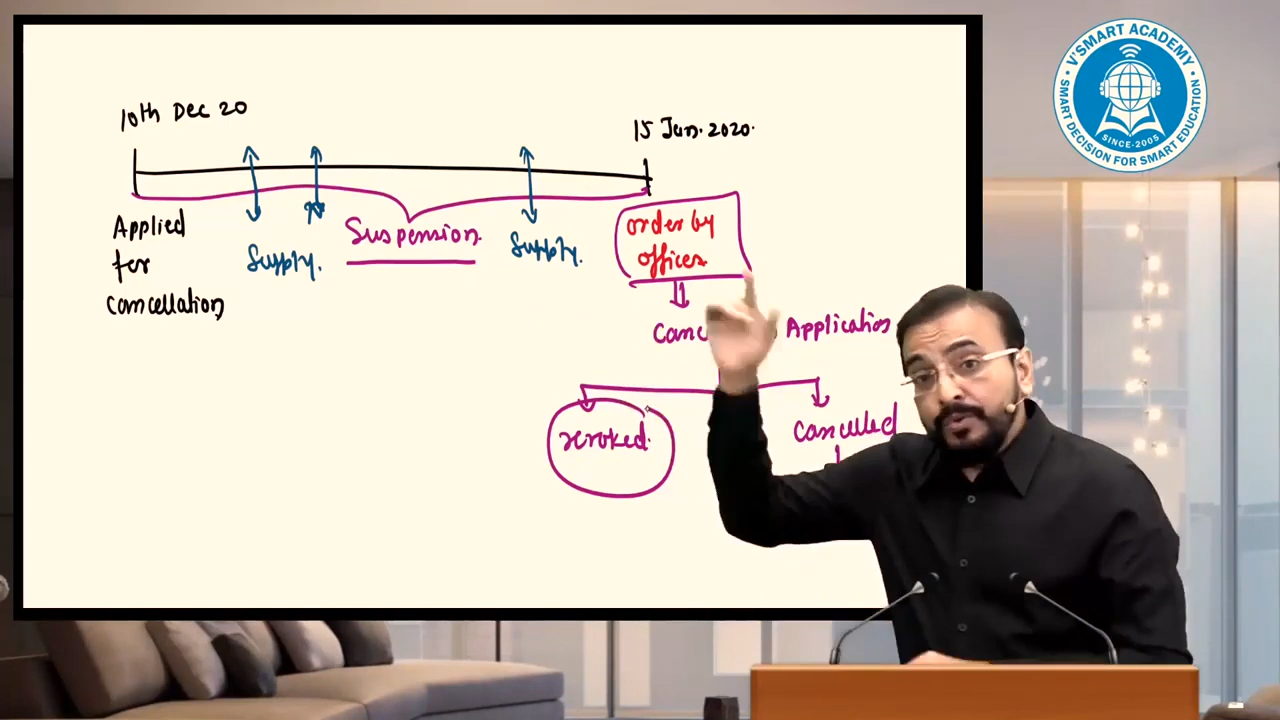 10th Dec 20
15 Jan. 2020.
Applied
for
cancellation
Supply.
Suspension.
Supply.
order by
officer
Application
revoked.
Cancelled
V'SMART ACADEMY
SMART DECISION FOR SMART EDUCATION
SINCE-2005